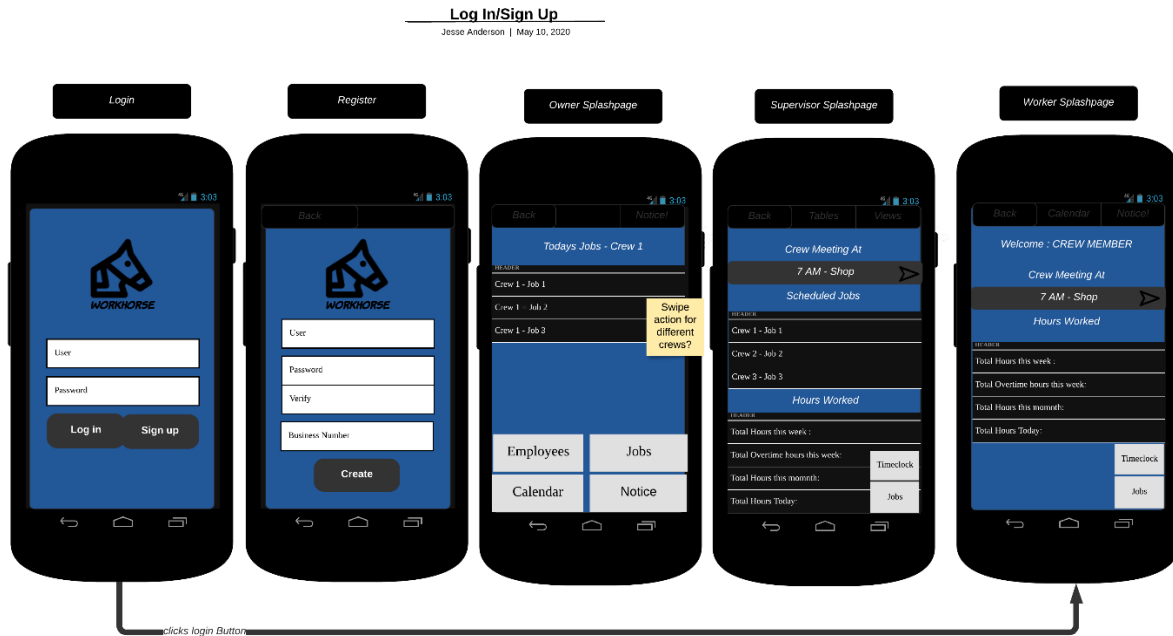 Log In/Sign Up
Jesse Anderson | May 10, 2020
Login
3:03
WORKHORSE
User
Password
Log in
Sign up
Register
3:03
Back
WORKHORSE
User
Password
Verify
Business Number
Create
Owner Splashpage
3:03
Back
Notice!
Todays Jobs - Crew 1
HEADER
Crew 1 - Job 1
Crew 1 - Job 2
Crew 1 - Job 3
Swipe
action for
different
crews?
Employees
Jobs
Calendar
Notice
Supervisor Splashpage
3:03
Back
Tables
Views
Crew Meeting At
7 AM - Shop
Scheduled Jobs
HEADER
Crew 1 - Job 1
Crew 2 - Job 2
Crew 3 - Job 3
Hours Worked
HEADER
Total Hours this week :
Total Overtime hours this week:
Total Hours this momnth:
Total Hours Today:
Timeclock
Jobs
Worker Splashpage
3:03
Back
Calendar
Notice!
Welcome : CREW MEMBER
Crew Meeting At
7 AM - Shop
Hours Worked
HEADER
Total Hours this week :
Total Overtime hours this week:
Total Hours this momnth:
Total Hours Today:
Timeclock
Jobs
clicks login Button